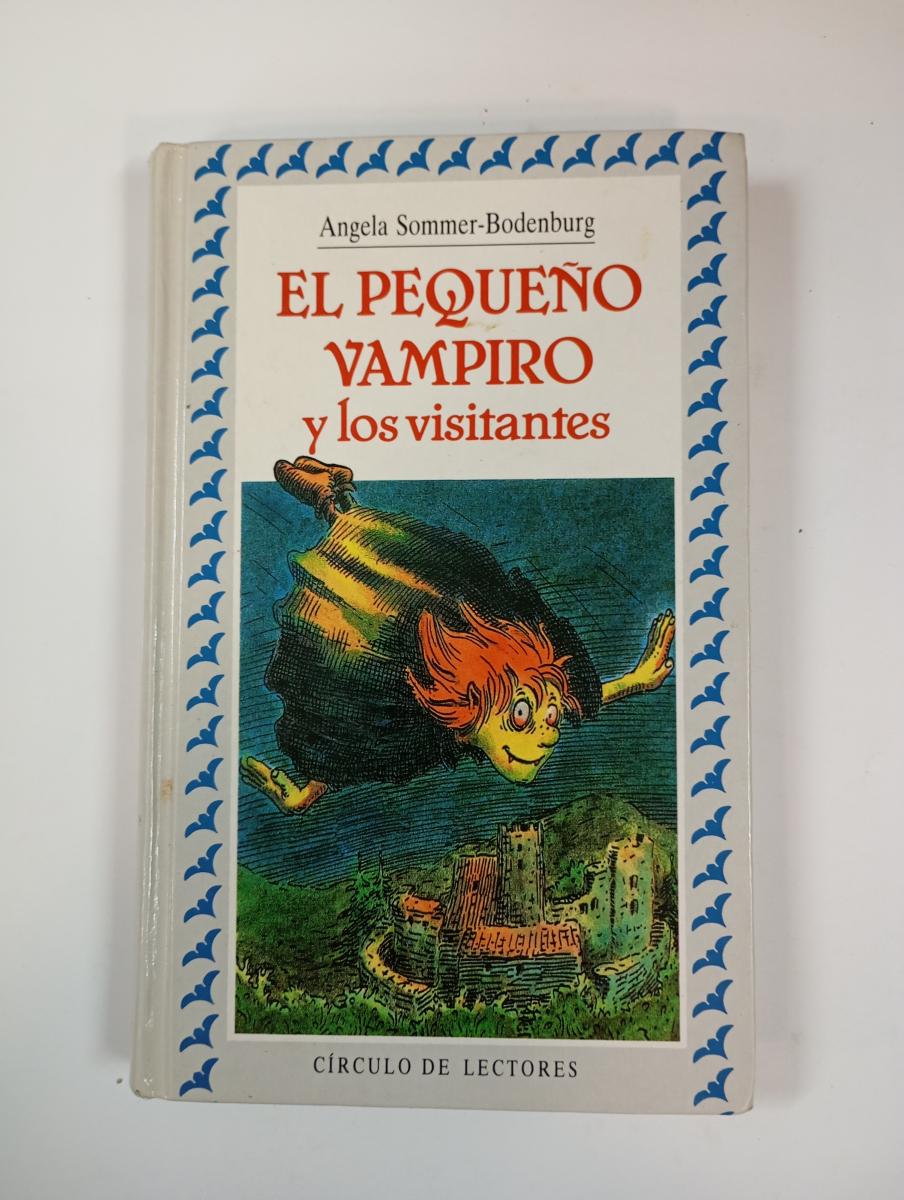 Angela Sommer-Bodenburg
EL PEQUEÑO
VAMPIRO
y los visitantes
CÍRCULO DE LECTORES